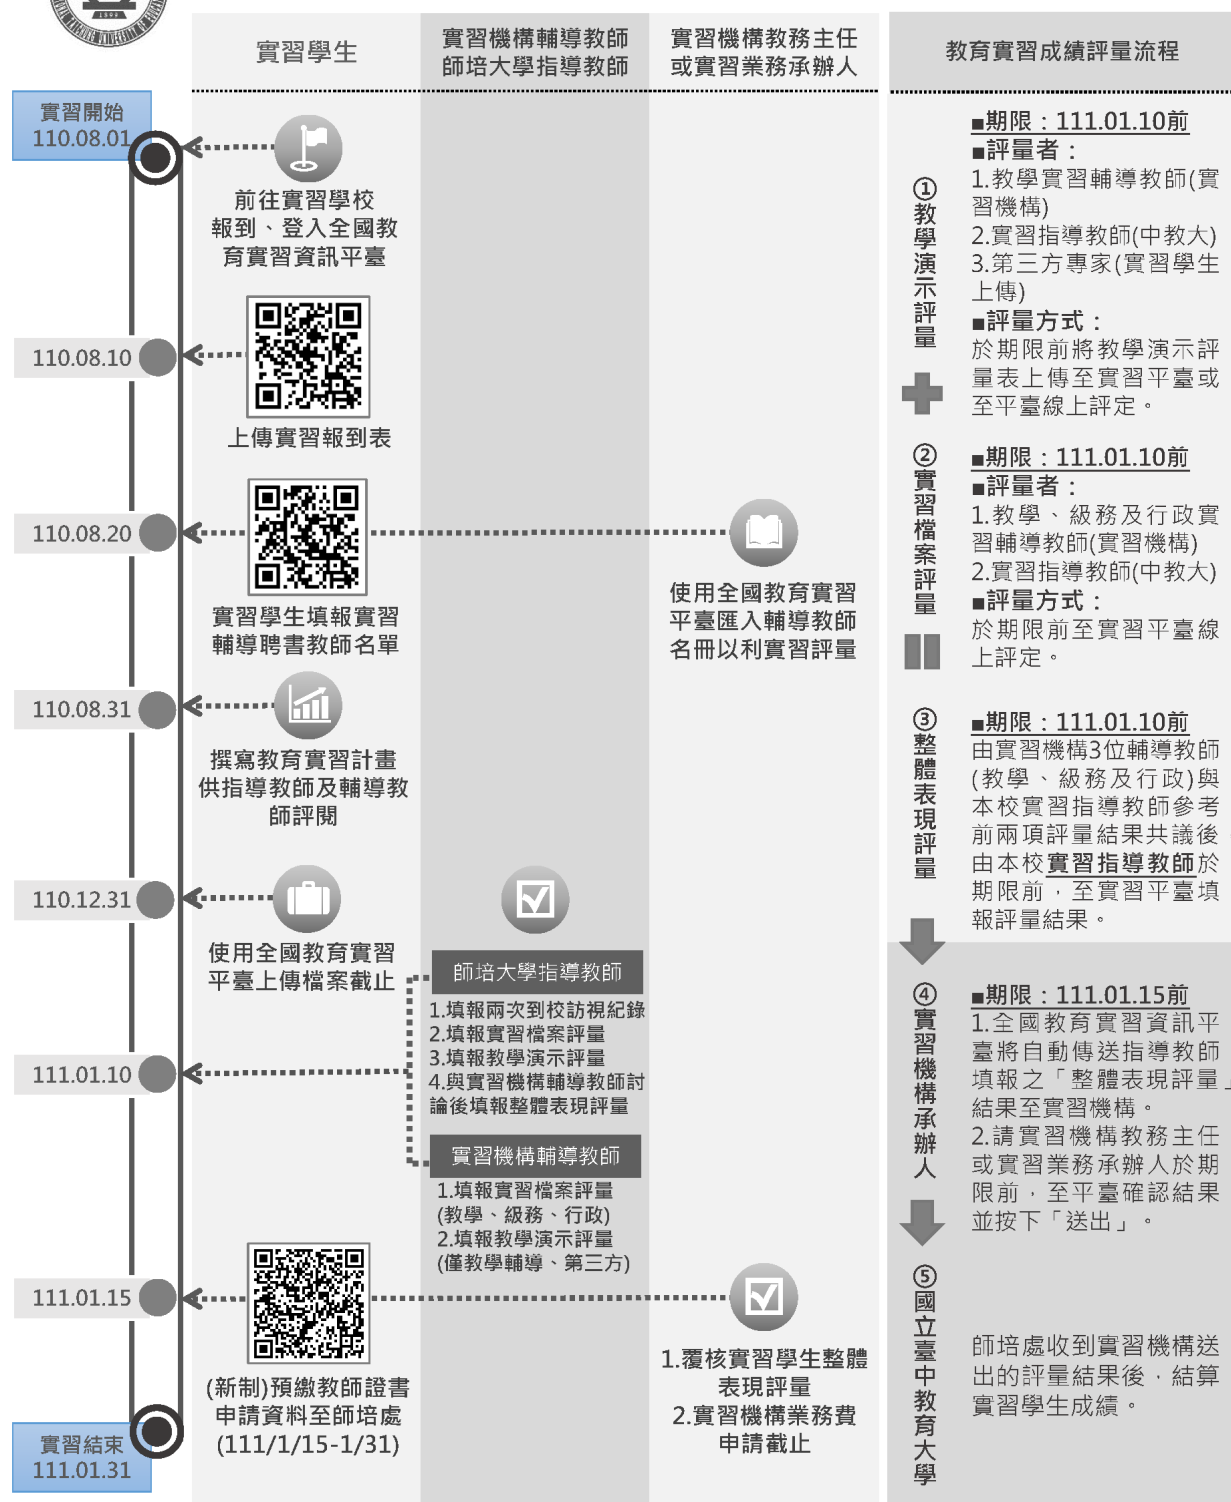 1899
實習學生
實習機構輔導教師
師培大學指導教師
實習機構教務主任
或實習業務承辦人
教育實習成績評量流程
實習開始
110.08.01
前往實習學校
報到、登入全國教
育實習資訊平臺
110.08.10
上傳實習報到表
110.08.20
實習學生填報實習
輔導聘書教師名單
使用全國教育實習
平臺匯入輔導教師
名冊以利實習評量
110.08.31
撰寫教育實習計畫
供指導教師及輔導教
師評閱
110.12.31
使用全國教育實習
平臺上傳檔案截止
111.01.10
師培大學指導教師
1.填報兩次到校訪視紀錄
2.填報實習檔案評量
3.填報教學演示評量
4.與實習機構輔導教師討
論後填報整體表現評量
實習機構輔導教師
1.填報實習檔案評量
(教學、級務、行政)
2.填報教學演示評量
(僅教學輔導、第三方)
111.01.15
(新制)預繳教師證書
申請資料至師培處
(111/1/15-1/31)
1.覆核實習學生整體
表現評量
2.實習機構業務費
申請截止
實習結束
111.01.31
①教學演示評量
■期限：111.01.10前
■評量者：
1.教學實習輔導教師(實
習機構)
2.實習指導教師(中教大)
3.第三方專家(實習學生
上傳)
■評量方式：
於期限前將教學演示評
量表上傳至實習平臺或
至平臺線上評定。
②實習檔案評量
■期限：111.01.10前
■評量者：
1.教學、級務及行政實
習輔導教師(實習機構)
2.實習指導教師(中教大)
■評量方式：
於期限前至實習平臺線
上評定。
③整體表現評量
■期限：111.01.10前
由實習機構3位輔導教師
(教學、級務及行政)與
本校實習指導教師參考
前兩項評量結果共議後
由本校實習指導教師於
期限前，至實習平臺填
報評量結果。
④實習機構承辦人
■期限：111.01.15前
1.全國教育實習資訊平
臺將自動傳送指導教師
填報之「整體表現評量」
結果至實習機構。
2.請實習機構教務主任
或實習業務承辦人於期
限前，至平臺確認結果
並按下「送出」。
⑤國立臺中教育大學
師培處收到實習機構送
出的評量結果後，結算
實習學生成績。